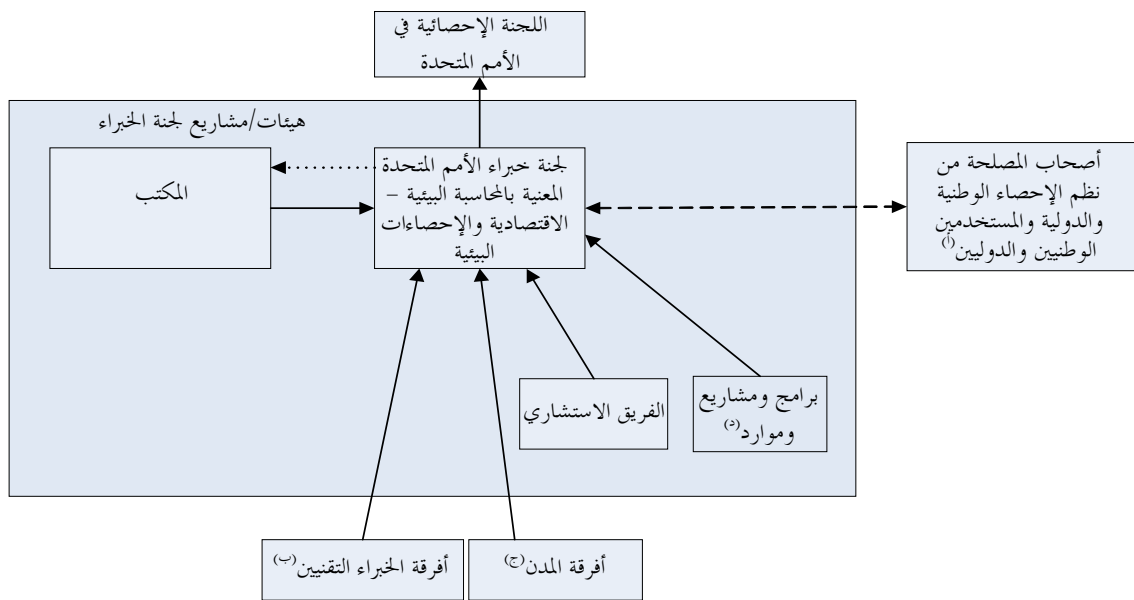 اللجنة الإحصائية في
الأمم المتحدة
هيئات/مشاريع لجنة الخبراء
المكتب
لجنة خبراء الأمم المتحدة
المعنية بالمحاسبة البيئية –
الاقتصادية والإحصاءات
البيئية
أصحاب المصلحة من
نظم الإحصاء الوطنية
والدولية والمستخدمين
الوطنيين والدوليين(أ)
الفريق الاستشاري
برامج ومشاريع
وموارد(د)
أفرقة المدن(ج)
أفرقة الخبراء التقنيين(ب)